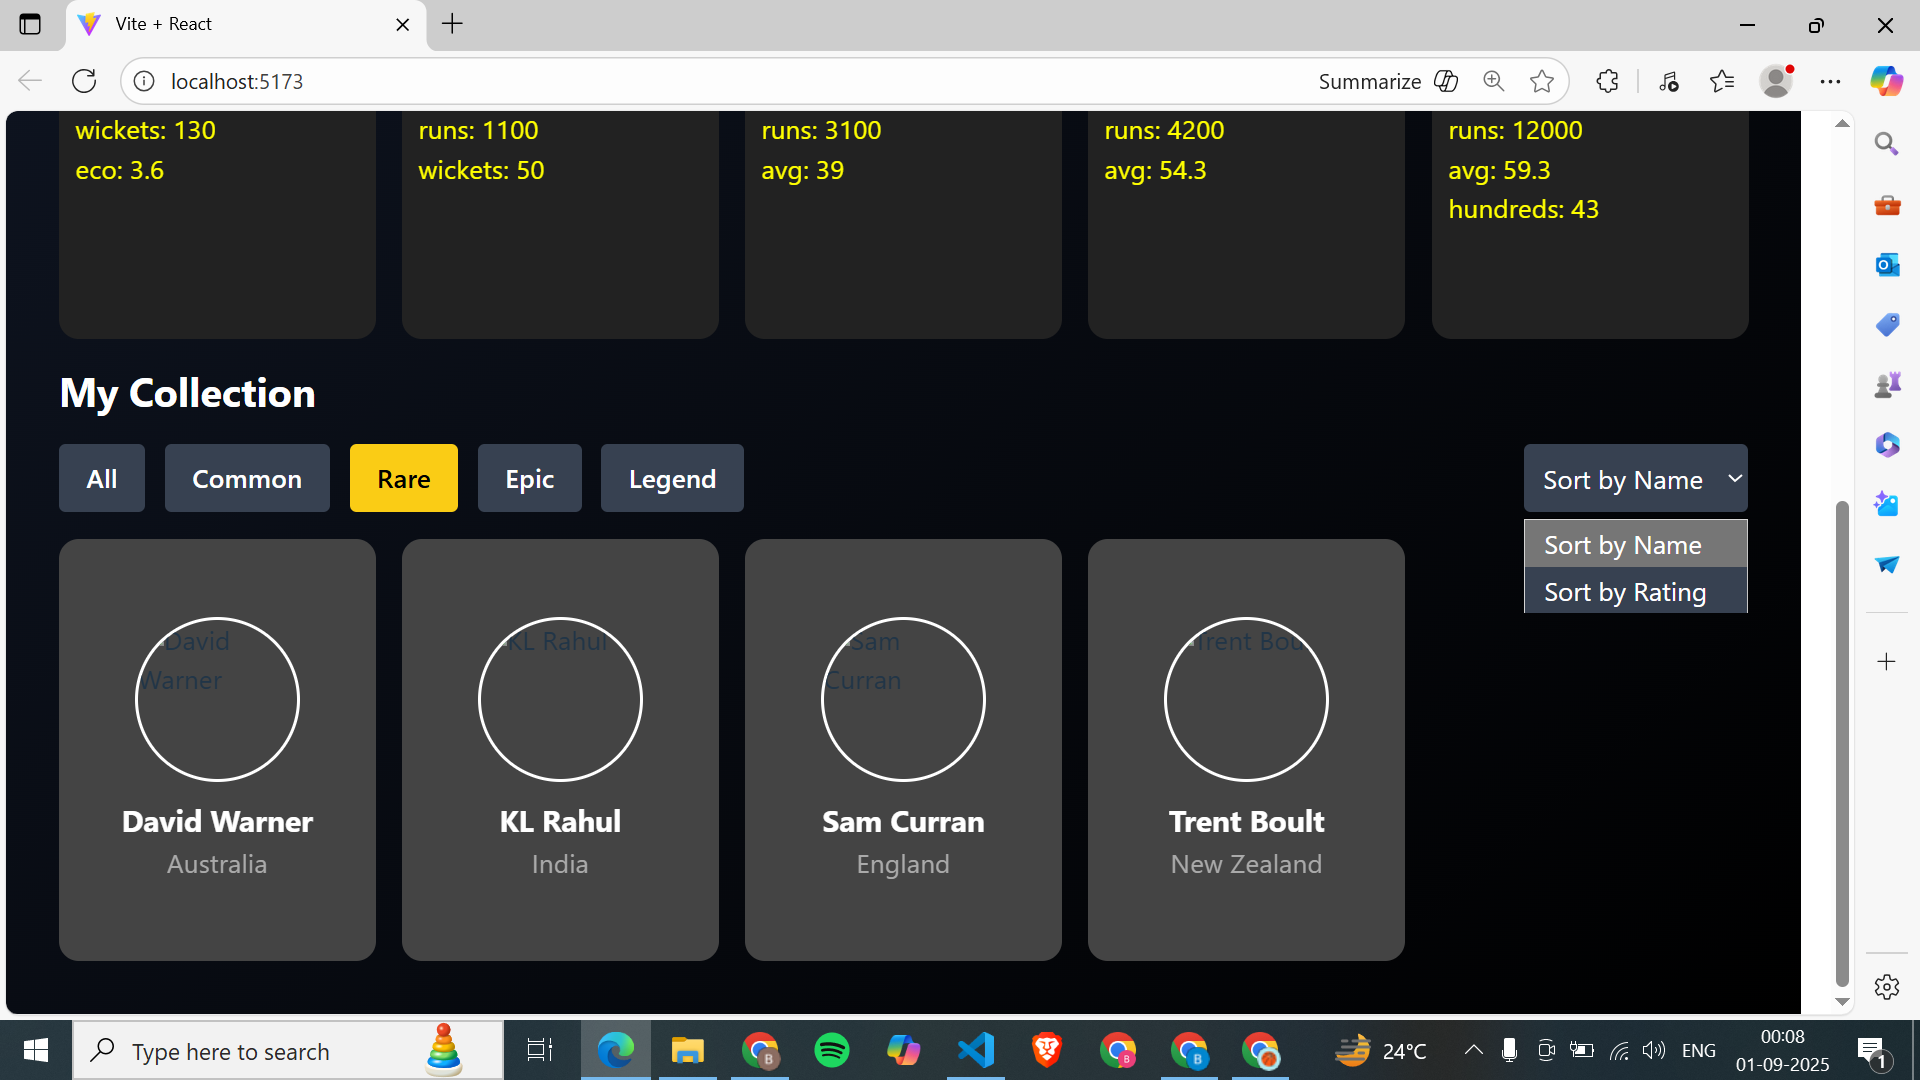 Vite + React
localhost:5173
Summarize
wickets: 130
eco: 3.6
runs: 1100
wickets: 50
runs: 3100
avg: 39
runs: 4200
avg: 54.3
runs: 12000
avg: 59.3
hundreds: 43
My Collection
All
Common
Rare
Epic
Legend
Sort by Name
Sort by Name
Sort by Rating
David
Warner
KL Rahul
Sam
Curran
Trent Bou
David Warner
Australia
KL Rahul
India
Sam Curran
England
Trent Boult
New Zealand
Type here to search
24°C
ENG
00:08
01-09-2025
1